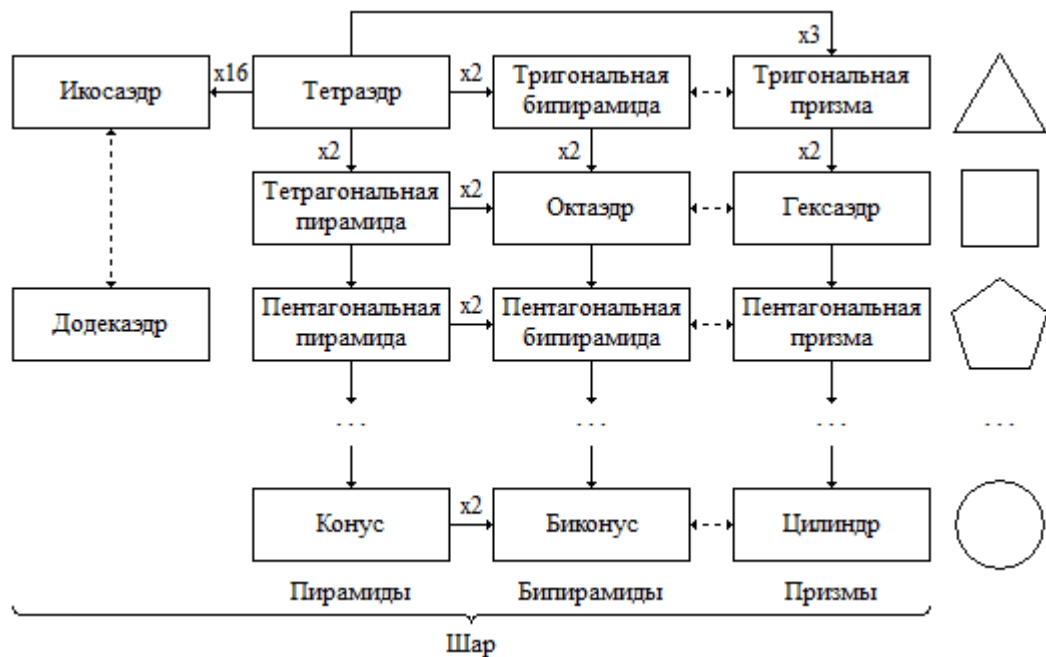 x3
Икосаэдр
x16
Тетраэдр
x2
Тригональная
бипирамида
Тригональная
призма
x2
x2
x2
Тетрагональная
пирамида
x2
Октаэдр
Гексаэдр
Додекаэдр
Пентагональная
пирамида
x2
Пентагональная
бипирамида
Пентагональная
призма
. . .
. . .
. . .
. . .
Конус
x2
Биконус
Цилиндр
Пирамиды
Бипирамиды
Призмы
Шар